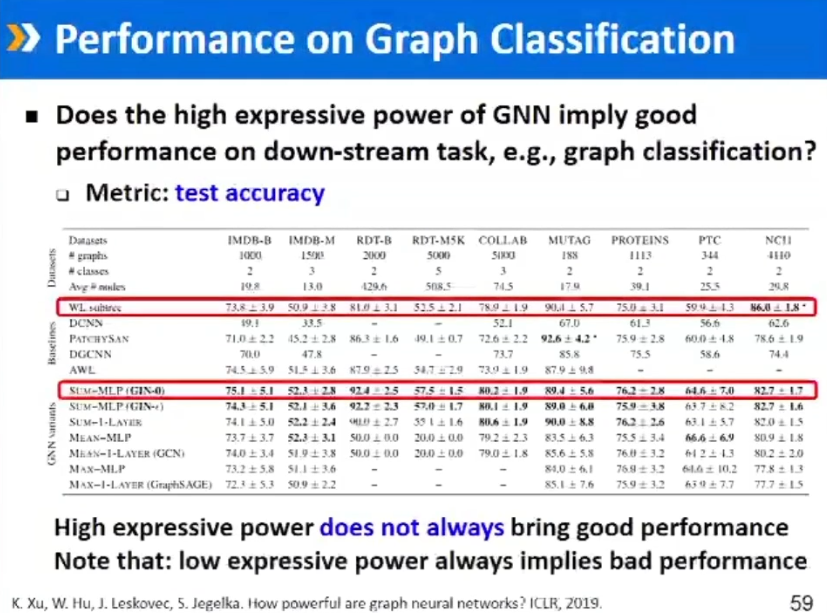 Performance on Graph Classification
■ Does the high expressive power of GNN imply good
performance on down-stream task, e.g., graph classification?
❑ Metric: test accuracy
Datasets
Datasets IMDB-B IMDB-M RDT-B RDT-M5K COLLAB MUTAG PROTEINS PTC NCI1
# graphs 1000 1500 2000 5000 5000 188 1113 344 4110
# classes 2 3 2 5 3 2 2 2 2
Avg # nodes 19.8 13.0 429.6 508.5 74.5 17.9 39.1 25.5 29.8
Baselines
WL subtree 73.8 ± 3.9 50.9 ± 3.8 81.0 ± 3.1 52.5 ± 2.1 78.9 ± 1.9 90.4 ± 5.7 75.0 ± 3.1 59.9 ± 4.3 86.0 ± 1.8 *
DCNN 49.1 33.5 – – 52.1 67.0 61.3 56.6 62.6
PATCHYSAN 71.0 ± 2.2 45.2 ± 2.8 86.3 ± 1.6 49.1 ± 0.7 72.6 ± 2.2 92.6 ± 4.2 * 75.9 ± 2.8 60.0 ± 4.8 78.6 ± 1.9
DGCNN 70.0 47.8 – – 73.7 85.8 75.5 58.6 74.4
AWL 74.5 ± 5.9 51.5 ± 3.6 87.9 ± 2.5 54.7 ± 2.9 73.9 ± 1.9 87.9 ± 9.8 – – –
GNN variants
SUM–MLP (GIN-0) 75.1 ± 5.1 52.3 ± 2.8 92.4 ± 2.5 57.5 ± 1.5 80.2 ± 1.9 89.4 ± 5.6 76.2 ± 2.8 64.6 ± 7.0 82.7 ± 1.7
SUM–MLP (GIN-ε) 74.3 ± 5.1 52.1 ± 3.6 92.2 ± 2.3 57.0 ± 1.7 80.1 ± 1.9 89.0 ± 6.0 75.9 ± 3.8 63.7 ± 8.2 82.7 ± 1.6
SUM–1-LAYER 74.1 ± 5.0 52.2 ± 2.4 90.0 ± 2.7 55.1 ± 1.6 80.6 ± 1.9 90.0 ± 8.8 76.2 ± 2.6 63.1 ± 5.7 82.0 ± 1.5
MEAN–MLP 73.7 ± 3.7 52.3 ± 3.1 50.0 ± 0.0 20.0 ± 0.0 79.2 ± 2.3 83.5 ± 6.3 75.5 ± 3.4 66.6 ± 6.9 80.9 ± 1.8
MEAN–1-LAYER (GCN) 74.0 ± 3.4 51.9 ± 3.8 50.0 ± 0.0 20.0 ± 0.0 79.0 ± 1.8 85.6 ± 5.8 76.0 ± 3.2 64.2 ± 4.3 80.2 ± 2.0
MAX–MLP 73.2 ± 5.8 51.1 ± 3.6 – – – 84.0 ± 6.1 76.0 ± 3.2 64.6 ± 10.2 77.8 ± 1.3
MAX–1-LAYER (GraphSAGE) 72.3 ± 5.3 50.9 ± 2.2 – – – 85.1 ± 7.6 75.9 ± 3.2 63.9 ± 7.7 77.7 ± 1.5
High expressive power does not always bring good performance
Note that: low expressive power always implies bad performance
K. Xu, W. Hu, J. Leskovec, S. Jegelka. How powerful are graph neural networks? ICLR, 2019.
59